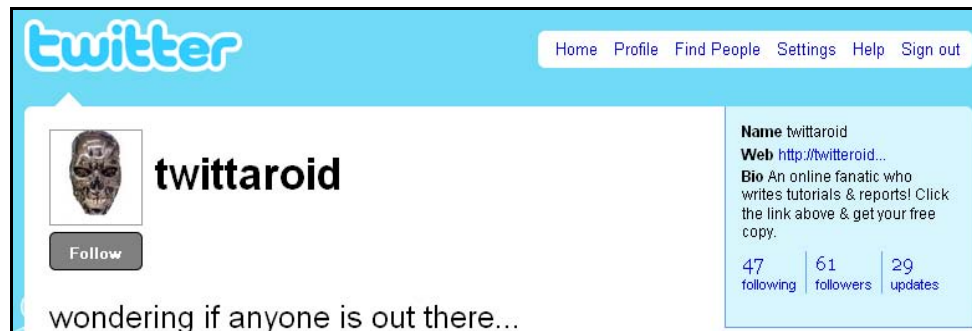 twitter
Home Profile Find People Settings Help Sign out
twittaroid
Follow
wondering if anyone is out there...
Name twittaroid
Web http://twitteroid...
Bio An online fanatic who
writes tutorials & reports! Click
the link above & get your free
copy.
47 61 29
following followers updates